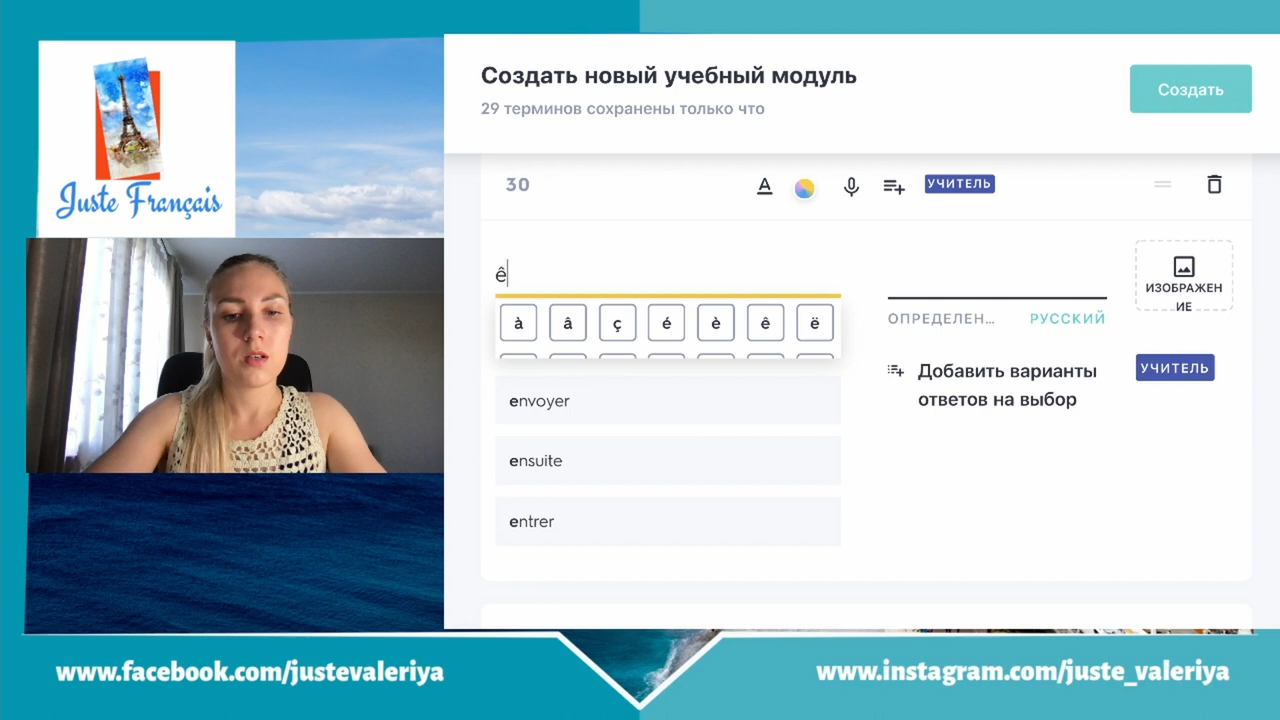 Juste Français
Создать новый учебный модуль
29 терминов сохранены только что
Создать
30
A
УЧИТЕЛЬ
ê
à â ç é è ê ë
envoyer
ensuite
entrer
ОПРЕДЕЛЕН... РУССКИЙ
ИЗОБРАЖЕН
ИЕ
Добавить варианты
ответов на выбор
УЧИТЕЛЬ
www.facebook.com/justevaleriya
www.instagram.com/juste_valeriya